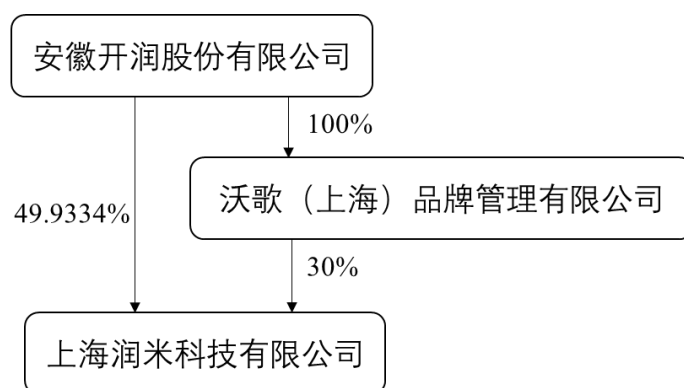 安徽开润股份有限公司
100%
沃歌（上海）品牌管理有限公司
49.9334%
30%
上海润米科技有限公司